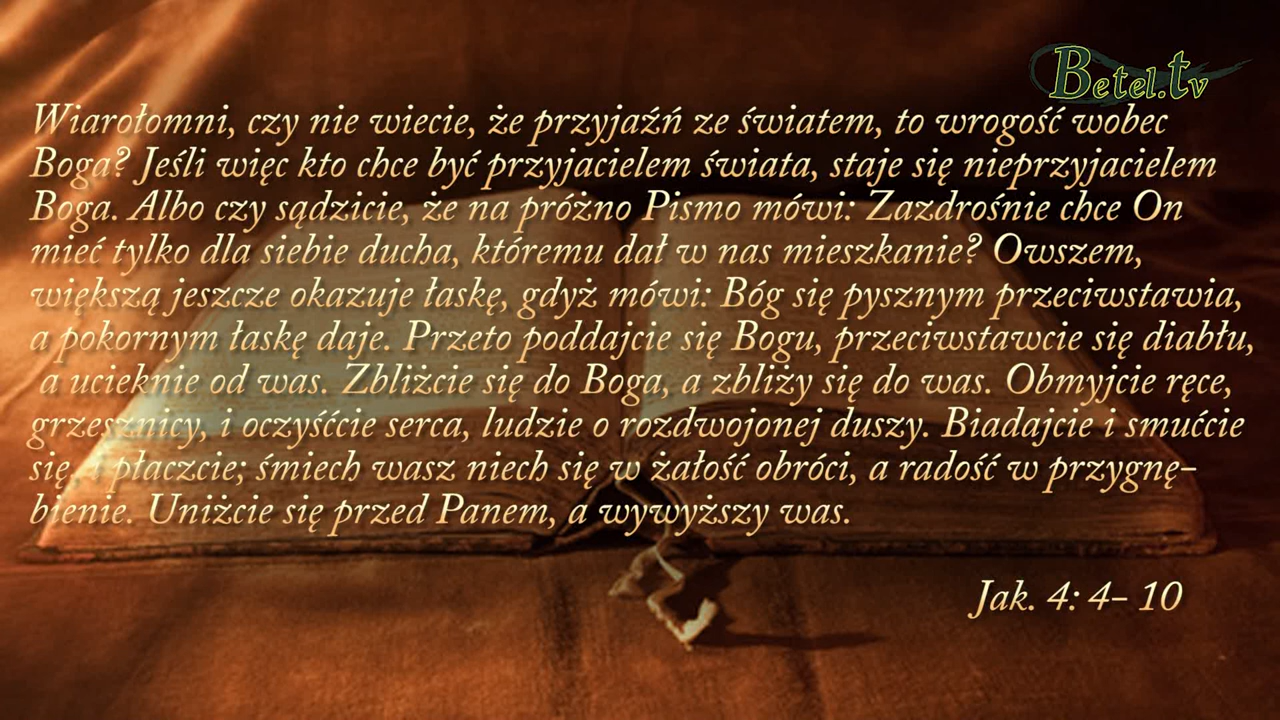 Betel.tv
Wiarołomni, czy nie wiecie, że przyjaźń ze światem, to wrogość wobec
Boga? Jeśli więc kto chce być przyjacielem świata, staje się nieprzyjacielem
Boga. Albo czy sądzicie, że na próżno Pismo mówi: Zazdrośnie chce On
mieć tylko dla siebie ducha, któremu dał w nas mieszkanie? Owszem,
większą jeszcze okazuje łaskę, gdyż mówi: Bóg się pysznym przeciwstawia,
a pokornym łaskę daje. Przeto poddajcie się Bogu, przeciwstawcie się diabłu,
a ucieknie od was. Zbliżcie się do Boga, a zbliży się do was. Obmyjcie ręce,
grzesznicy, i oczyśćcie serca, ludzie o rozdwojonej duszy. Biadajcie i smućcie
się, i płaczcie; śmiech wasz niech się w żałość obróci, a radość w przygnę-
bienie. Uniżcie się przed Panem, a wywyższy was.
Jak. 4: 4- 10